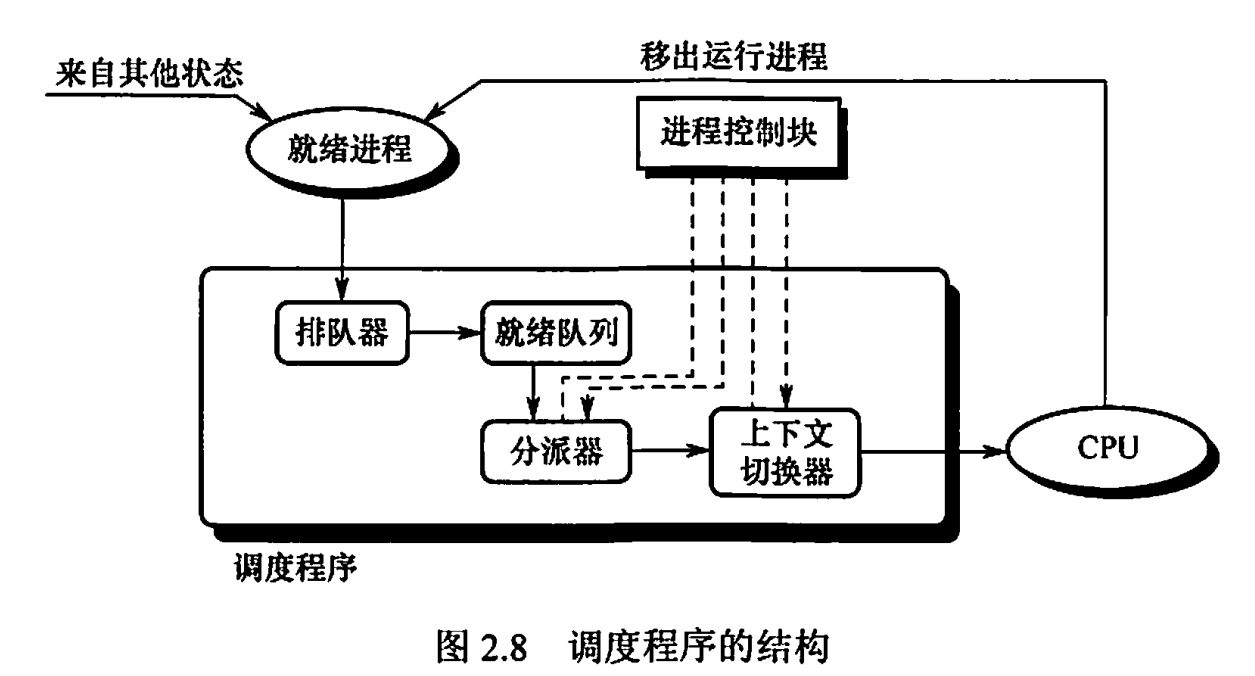 移出运行进程
来自其他状态
进程控制块
就绪进程
排队器
就绪队列
分派器
上下文
切换器
CPU
调度程序
图 2.8 调度程序的结构